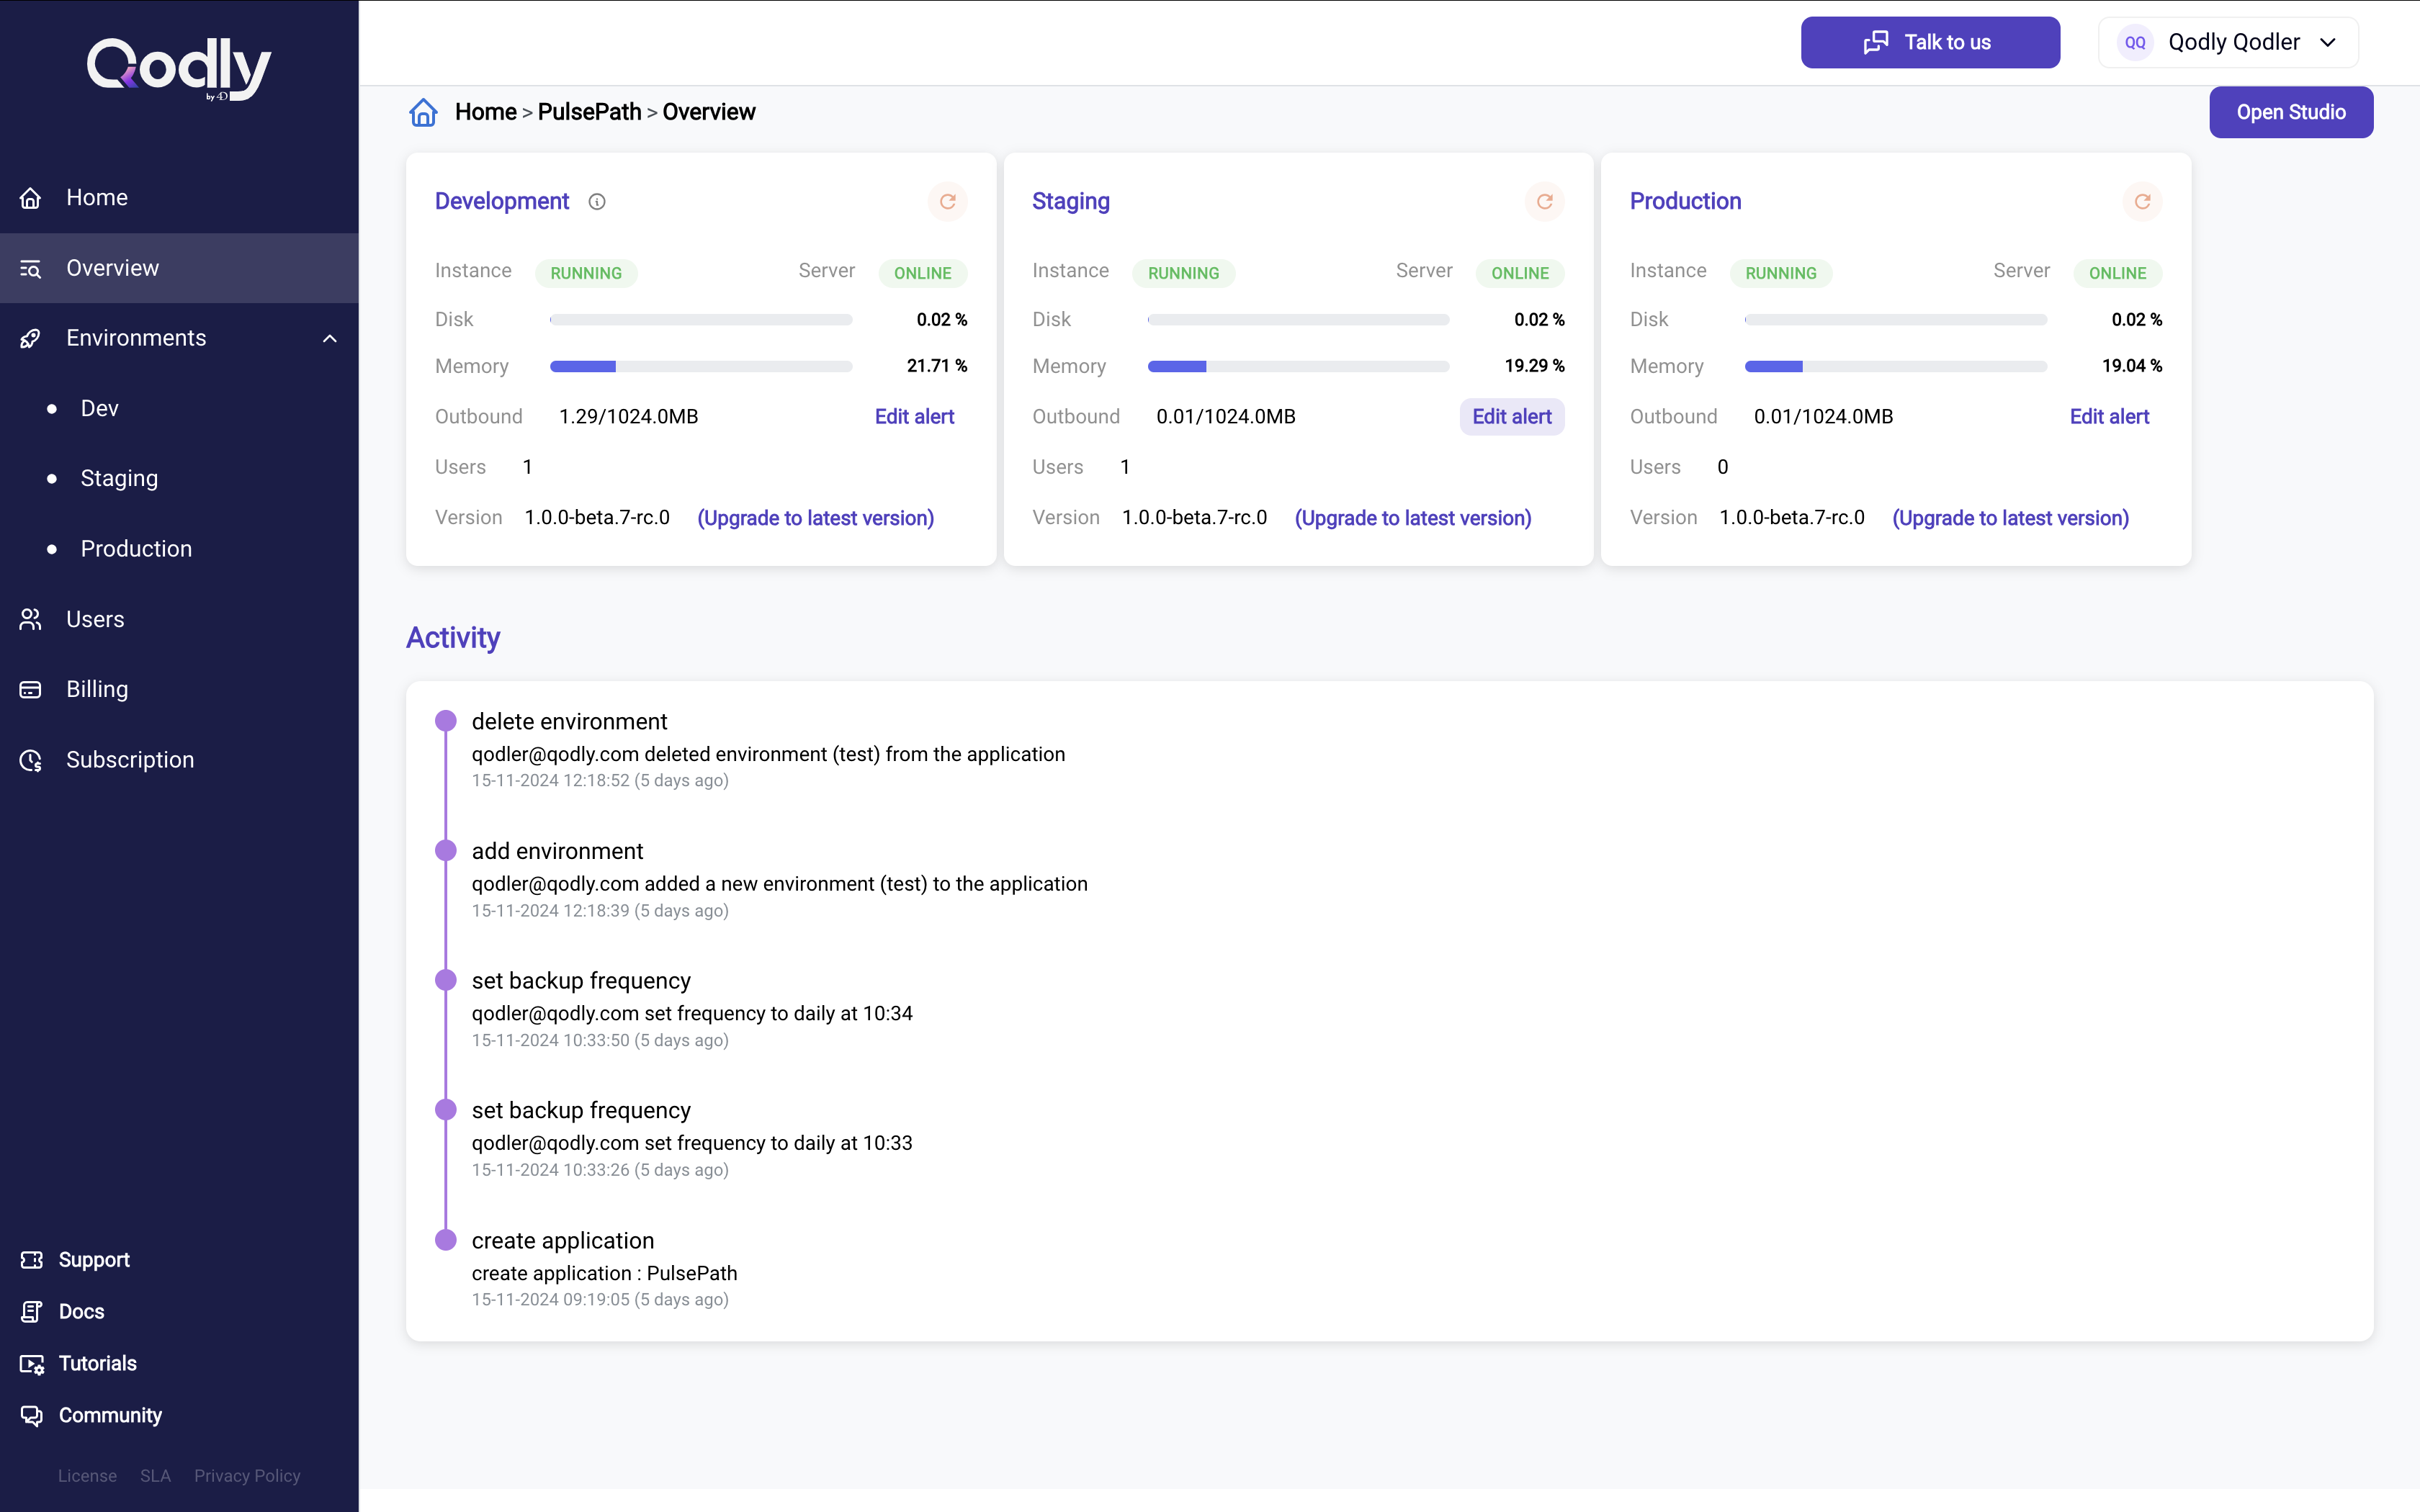 Qodly
by 4D
Home
Overview
Environments
Dev
Staging
Production
Users
Billing
Subscription
Support
Docs
Tutorials
Community
License SLA Privacy Policy
Talk to us
QQ Qodly Qodler
Home > PulsePath > Overview
Open Studio
Development
Instance RUNNING Server ONLINE
Disk 0.02 %
Memory 21.71 %
Outbound 1.29/1024.0MB Edit alert
Users 1
Version 1.0.0-beta.7-rc.0 (Upgrade to latest version)
Staging
Instance RUNNING Server ONLINE
Disk 0.02 %
Memory 19.29 %
Outbound 0.01/1024.0MB Edit alert
Users 1
Version 1.0.0-beta.7-rc.0 (Upgrade to latest version)
Production
Instance RUNNING Server ONLINE
Disk 0.02 %
Memory 19.04 %
Outbound 0.01/1024.0MB Edit alert
Users 0
Version 1.0.0-beta.7-rc.0 (Upgrade to latest version)
Activity
delete environment
qodler@qodly.com deleted environment (test) from the application
15-11-2024 12:18:52 (5 days ago)
add environment
qodler@qodly.com added a new environment (test) to the application
15-11-2024 12:18:39 (5 days ago)
set backup frequency
qodler@qodly.com set frequency to daily at 10:34
15-11-2024 10:33:50 (5 days ago)
set backup frequency
qodler@qodly.com set frequency to daily at 10:33
15-11-2024 10:33:26 (5 days ago)
create application
create application : PulsePath
15-11-2024 09:19:05 (5 days ago)